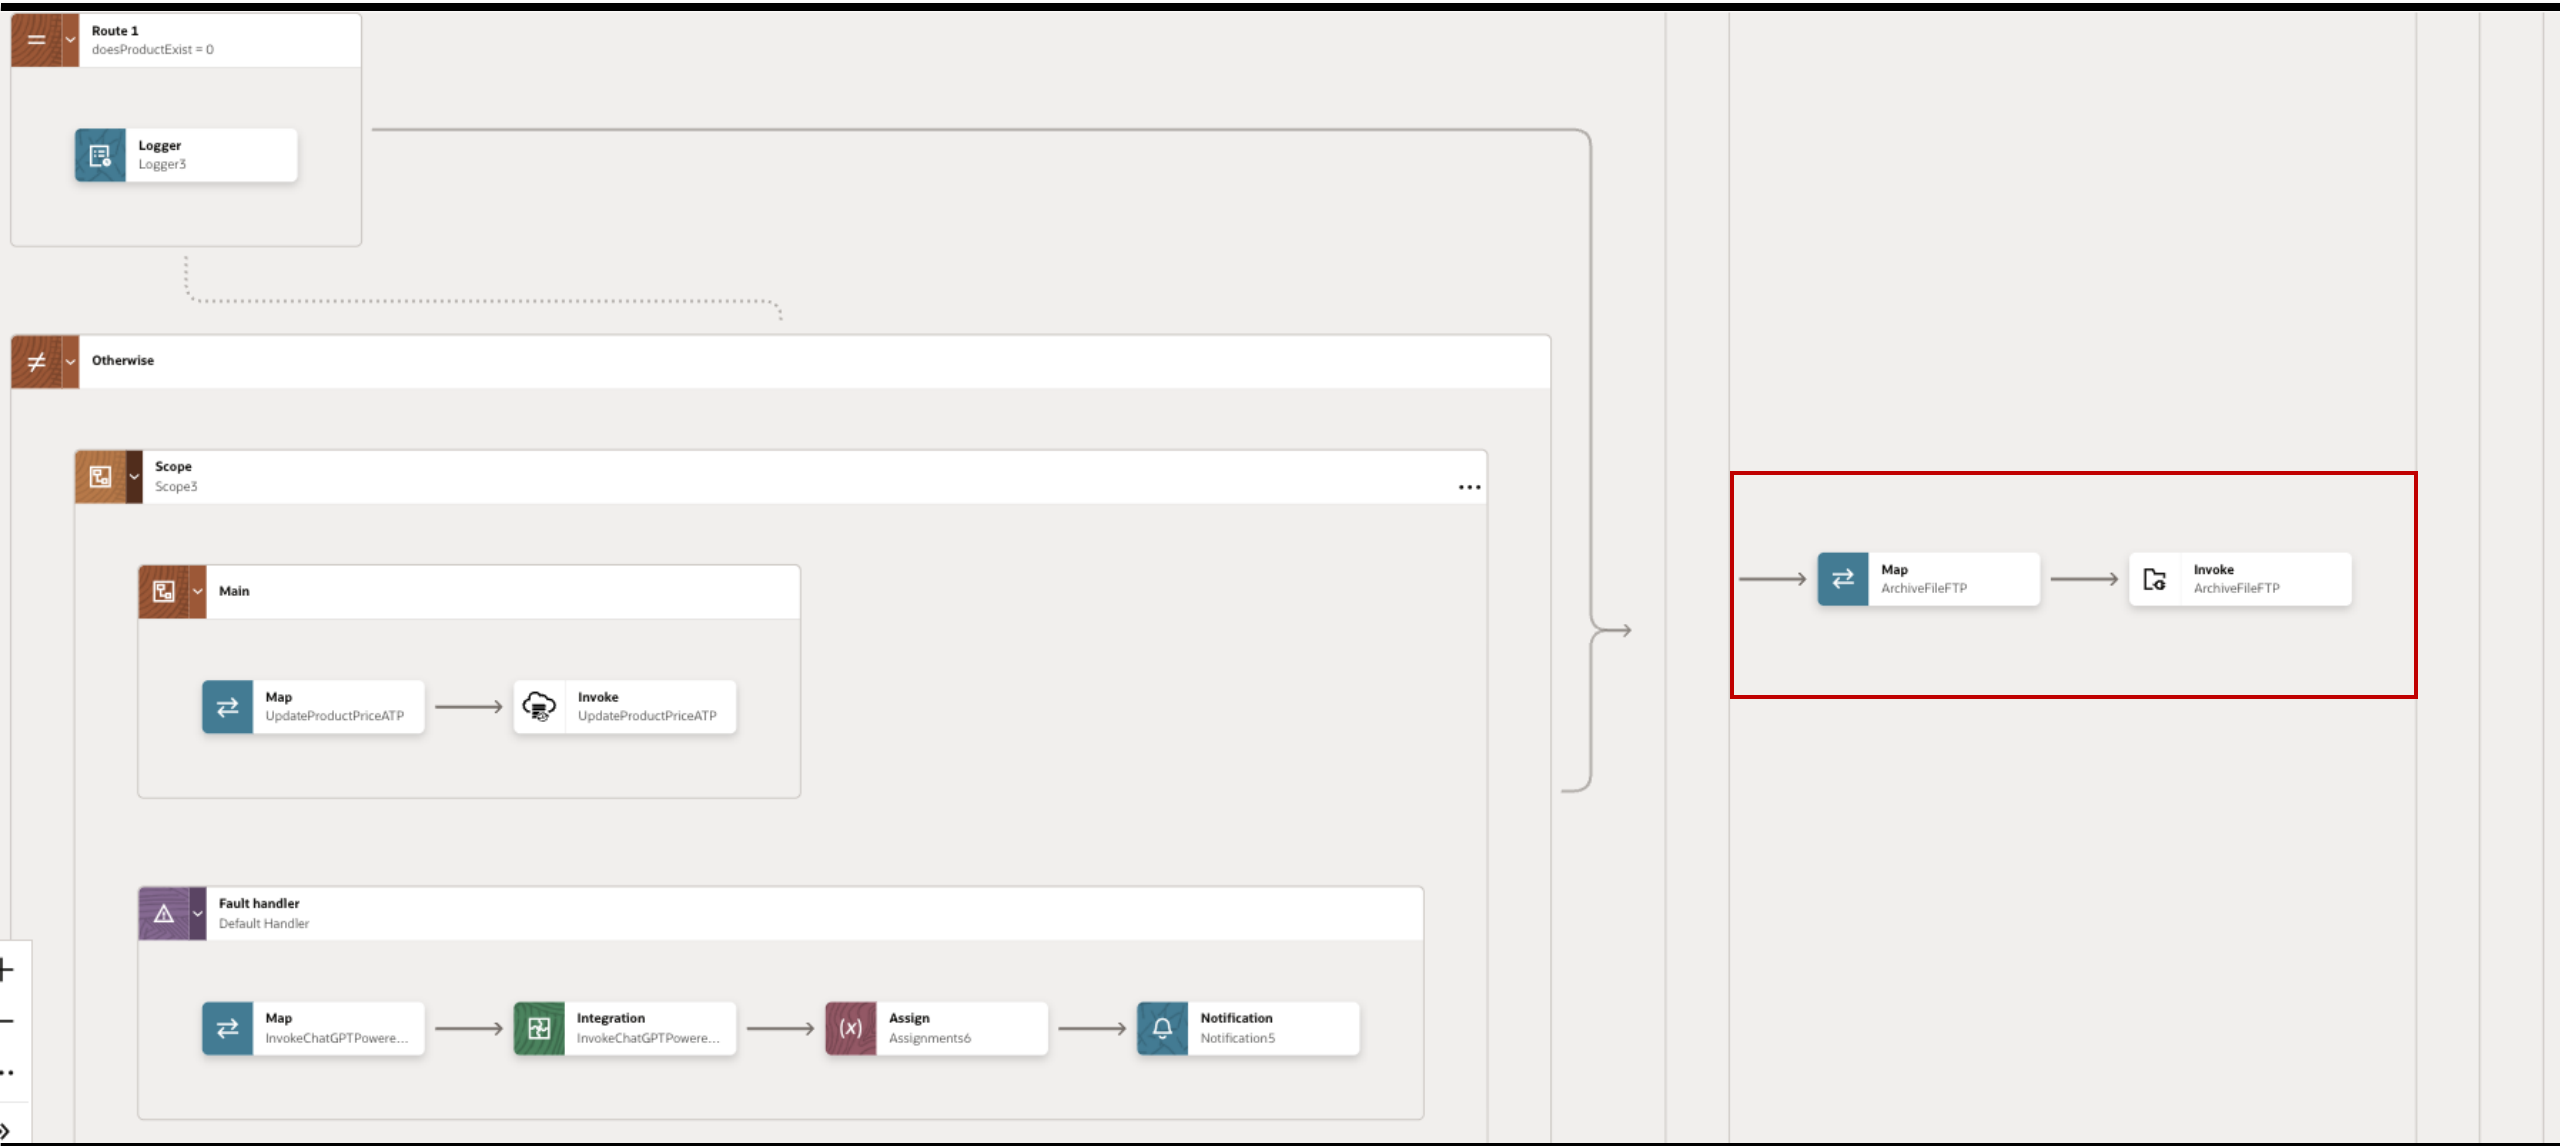 Route 1
doesProductExist = 0
Logger
Logger3
Otherwise
Scope
Scope3
Main
Map
UpdateProductPriceATP
Invoke
UpdateProductPriceATP
Map
ArchiveFileFTP
Invoke
ArchiveFileFTP
Fault handler
Default Handler
Map
InvokeChatGPTPowere...
Integration
InvokeChatGPTPowere...
(x)
Assign
Assignments6
Notification
Notification5